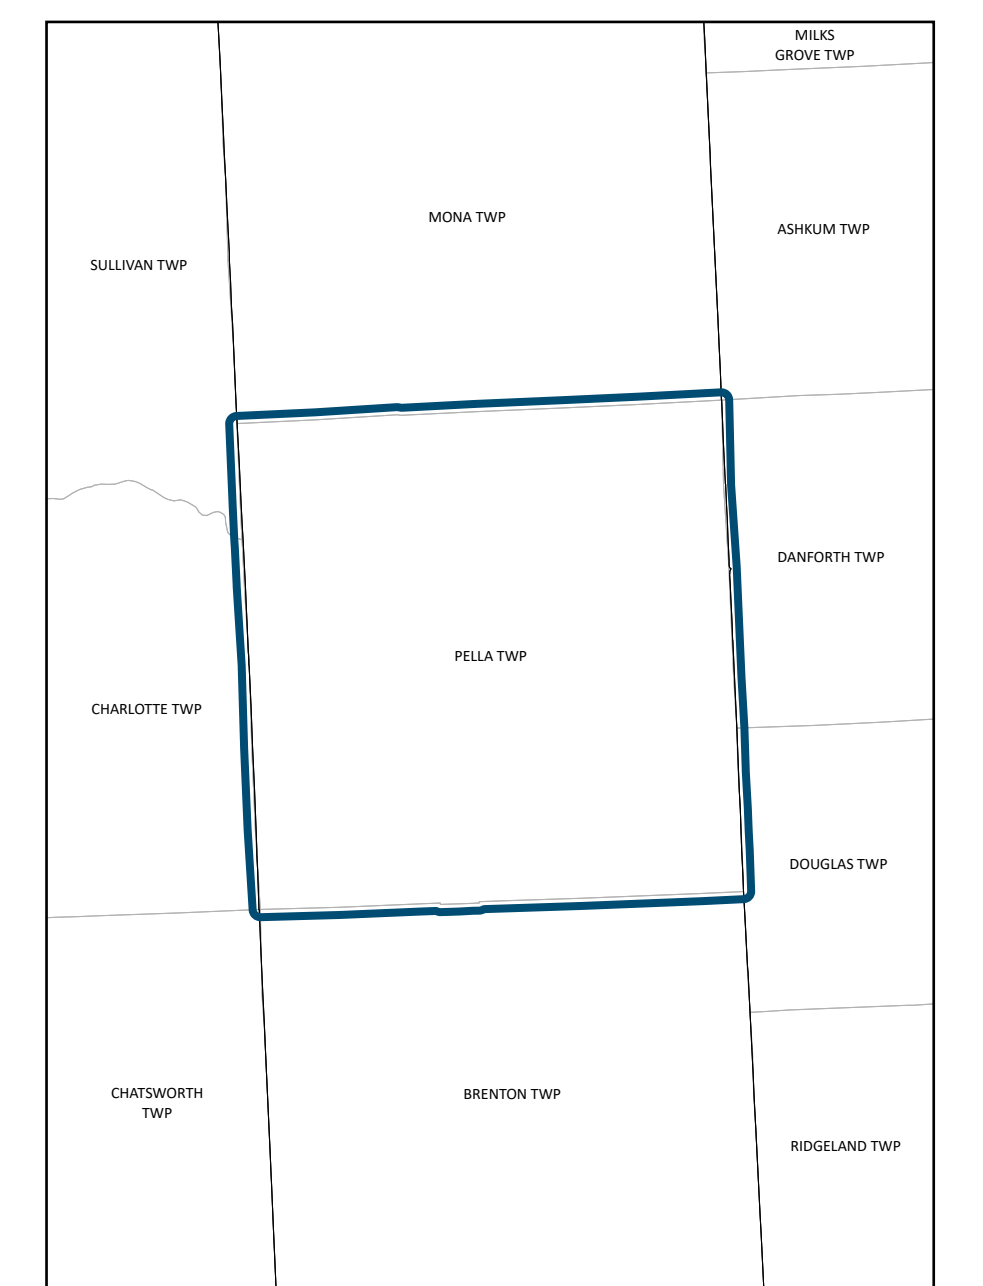 MILKS
GROVE TWP
MONA TWP
ASHKUM TWP
SULLIVAN TWP
DANFORTH TWP
PELLA TWP
CHARLOTTE TWP
DOUGLAS TWP
CHATSWORTH
TWP
BRENTON TWP
RIDGELAND TWP